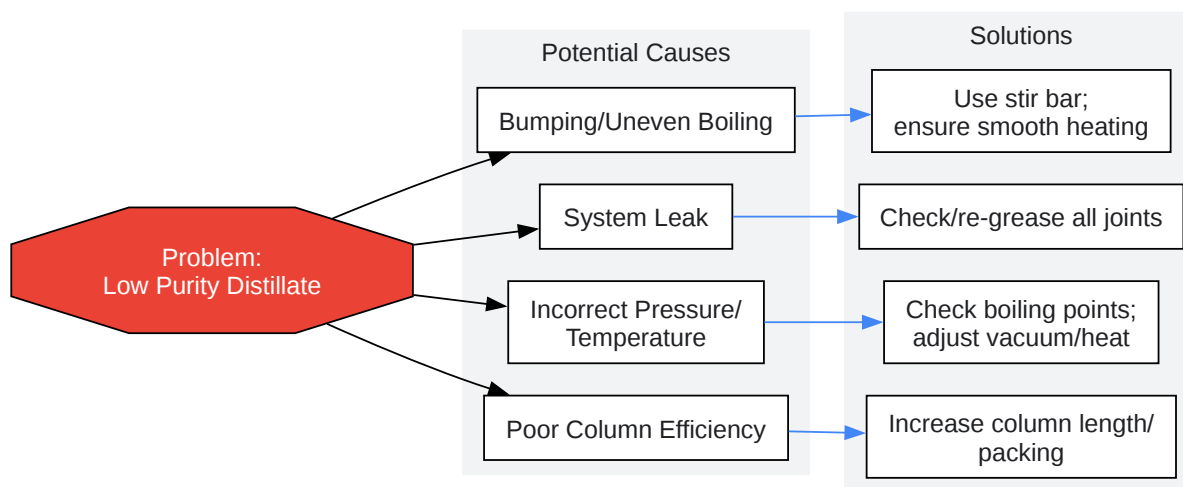 Potential Causes
Solutions
Bumping/Uneven Boiling
Use stir bar;
ensure smooth heating
System Leak
Check/re-grease all joints
Problem:
Low Purity Distillate
Incorrect Pressure/
Temperature
Check boiling points;
adjust vacuum/heat
Poor Column Efficiency
Increase column length/
packing